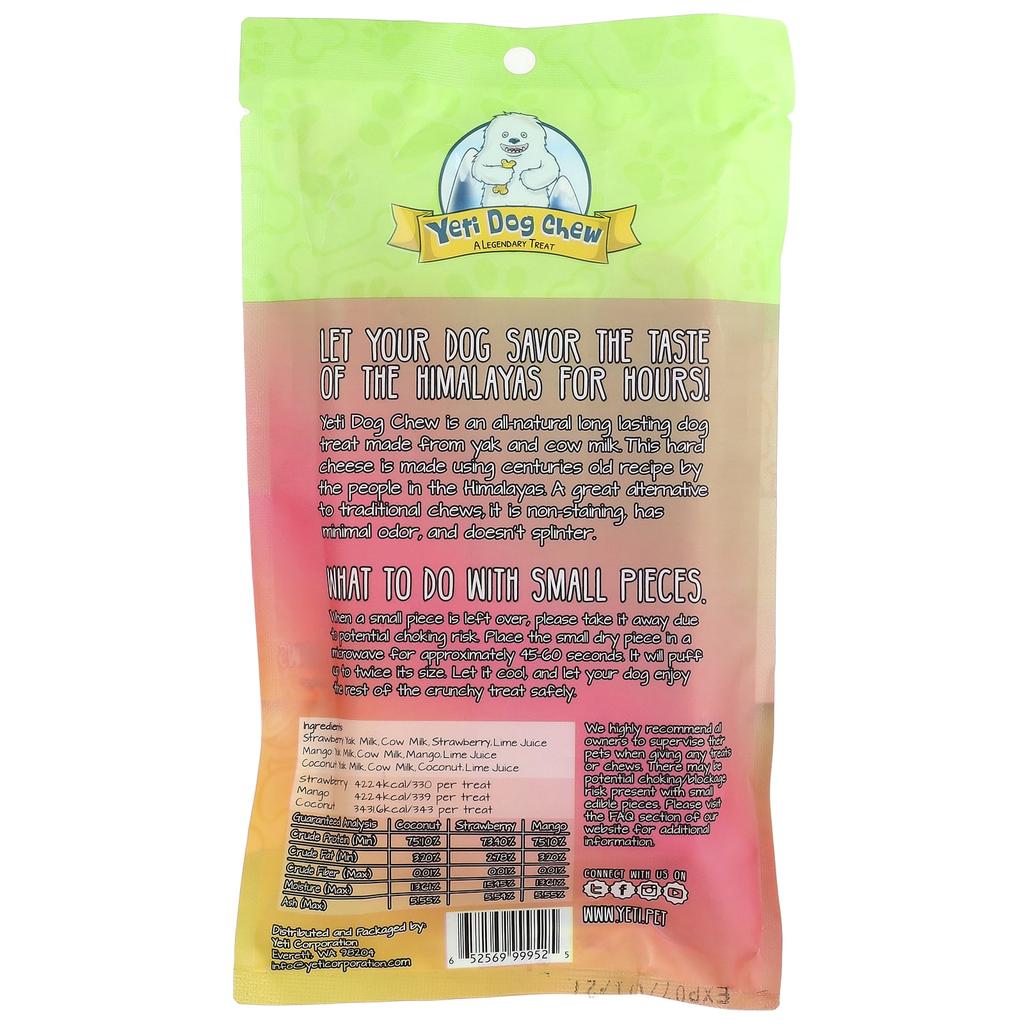 Yeti Dog Chew
A LEGENDARY TREAT
LET YOUR DOG SAVOR THE TASTE
OF THE HIMALAYAS FOR HOURS!
Yeti Dog Chew is an all-natural long lasting dog
treat made from yak and cow milk. This hard
cheese is made using centuries old recipe by
the people in the Himalayas. A great alternative
to traditional chews, it is non-staining, has
minimal odor, and doesn't splinter.
WHAT TO DO WITH SMALL PIECES.
When a small piece is left over, please take it away due
to potential choking risk. Place the small dry piece in a
microwave for approximately 45-60 seconds. It will puff
up to twice its size. Let it cool, and let your dog enjoy
the rest of the crunchy treat safely.
Ingredients
Strawberry Yak Milk, Cow Milk, Strawberry, Lime Juice
Mango Yak Milk, Cow Milk, Mango, Lime Juice
Coconut Yak Milk, Cow Milk, Coconut, Lime Juice
Strawberry 4224kcal/330 per treat
Mango 4224kcal/339 per treat
Coconut 3431.6kcal/343 per treat
Guaranteed Analysis Coconut Strawberry Mango
Crude Protein (Min) 75.10% 73.90% 75.10%
Crude Fat (Min) 3.20% 2.78% 3.20%
Crude Fiber (Max) 0.01% 0.01% 0.01%
Moisture (Max) 13.61% 15.45% 13.61%
Ash (Max) 5.55% 5.54% 5.55%
We highly recommend all
owners to supervise their
pets when giving any treats
or chews. There may be
potential choking/blockage
risk present with small
edible pieces. Please visit
the FAQ section of our
website for additional
information.
CONNECT WITH US ON
WWW.YETI.PET
Distributed and Packaged by:
Yeti Corporation
Everett, WA 98204
info@yeticorporation.com
6 52569 99952 5